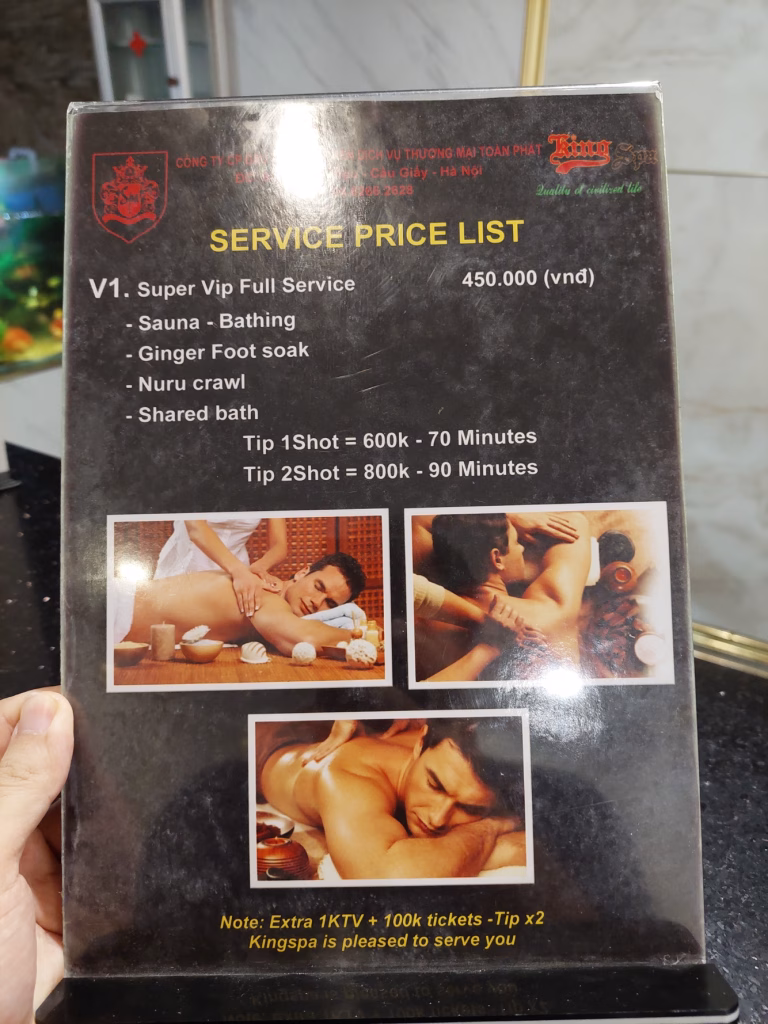 CÔNG TY CP DỊCH VỤ THƯƠNG MẠI TOÀN PHÁT
Cầu Giấy - Hà Nội
2828
King Spa
Quality of civilized life
SERVICE PRICE LIST
V1. Super Vip Full Service 450.000 (vnđ)
- Sauna - Bathing
- Ginger Foot soak
- Nuru crawl
- Shared bath
Tip 1Shot = 600k - 70 Minutes
Tip 2Shot = 800k - 90 Minutes
Note: Extra 1KTV + 100k tickets -Tip x2
Kingspa is pleased to serve you